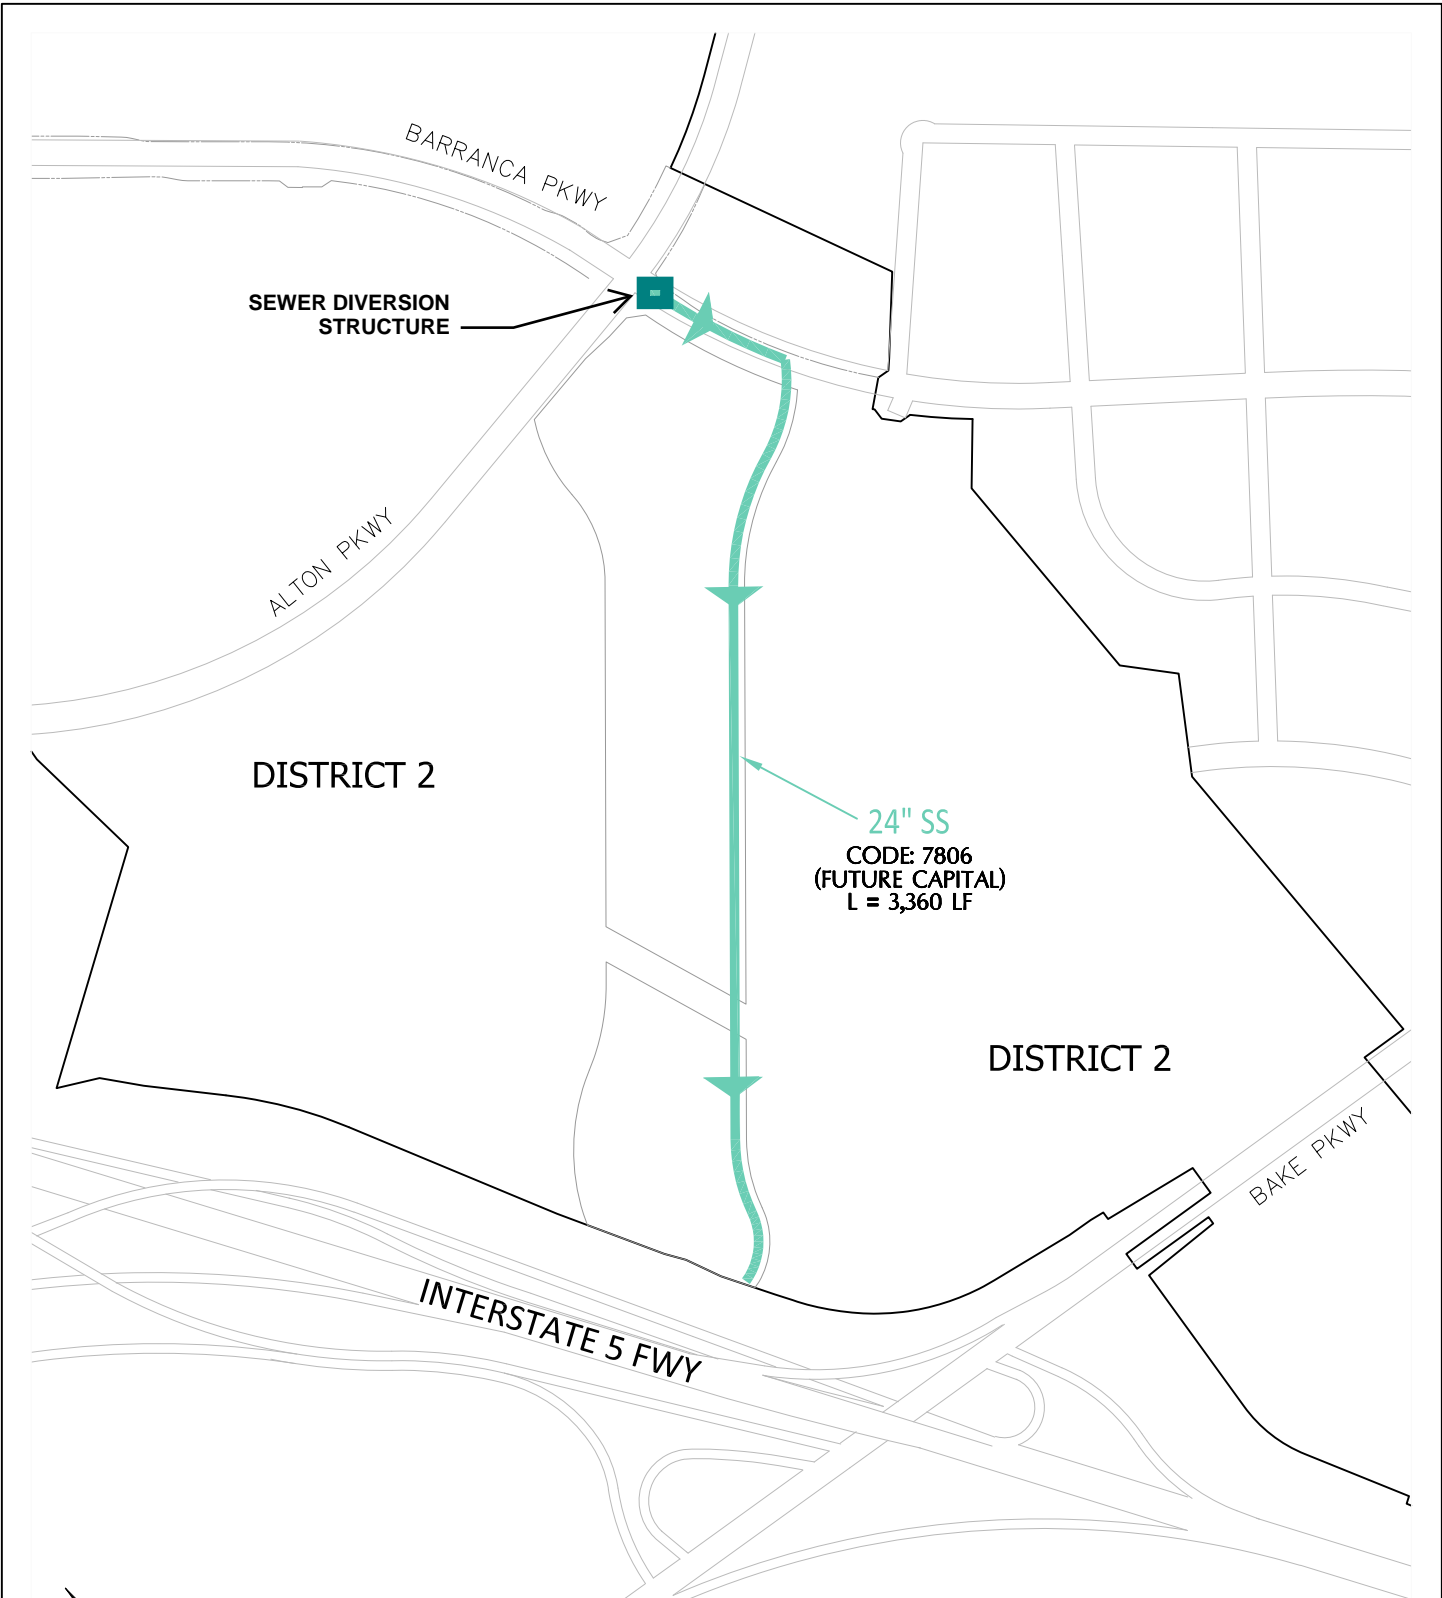 BARRANCA PKWY
SEWER DIVERSION
STRUCTURE
ALTON PKWY
DISTRICT 2
24" SS
CODE: 7806
(FUTURE CAPITAL)
L = 3,360 LF
DISTRICT 2
BAKE PKWY
INTERSTATE 5 FWY